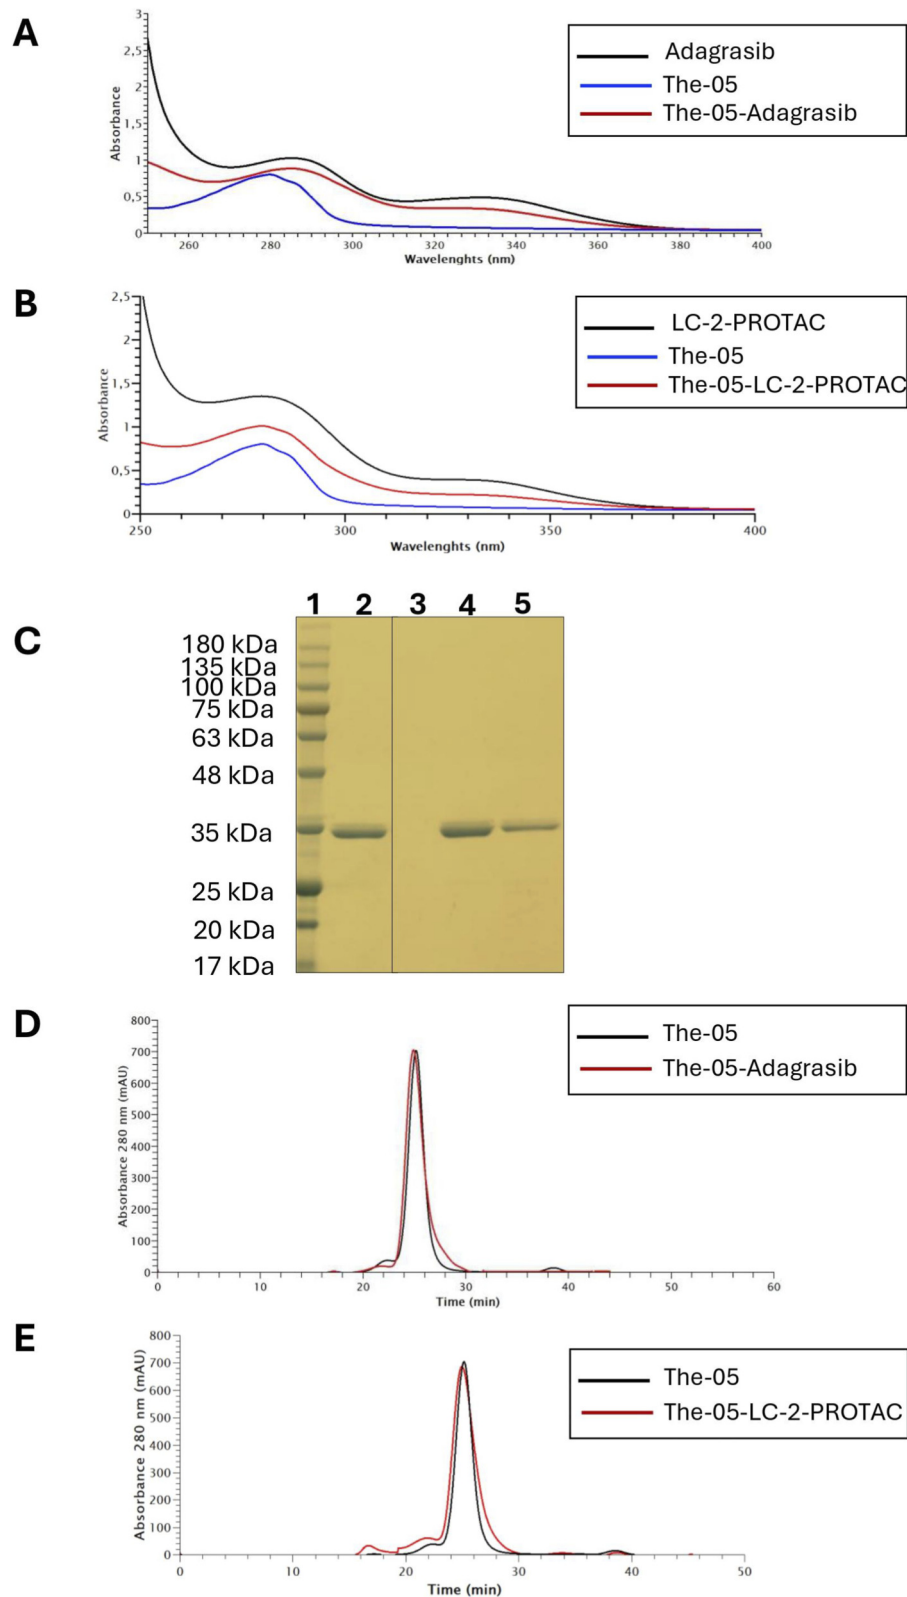 A
3
2,5
2
1,5
1
0,5
0
Absorbance
260 280 300 320 340 360 380 400
Wavelenghts (nm)
Adagrasib
The-05
The-05-Adagrasib
B
2,5
2
1,5
1
0,5
0
Absorbance
250 300 350 400
Wavelenghts (nm)
LC-2-PROTAC
The-05
The-05-LC-2-PROTAC
C
1 2 3 4 5
180 kDa
135 kDa
100 kDa
75 kDa
63 kDa
48 kDa
35 kDa
25 kDa
20 kDa
17 kDa
D
800
700
600
500
400
300
200
100
0
Absorbance 280 nm (mAU)
0 10 20 30 40 50 60
Time (min)
The-05
The-05-Adagrasib
E
800
700
600
500
400
300
200
100
0
Absorbance 280 nm (mAU)
0 10 20 30 40 50
Time (min)
The-05
The-05-LC-2-PROTAC